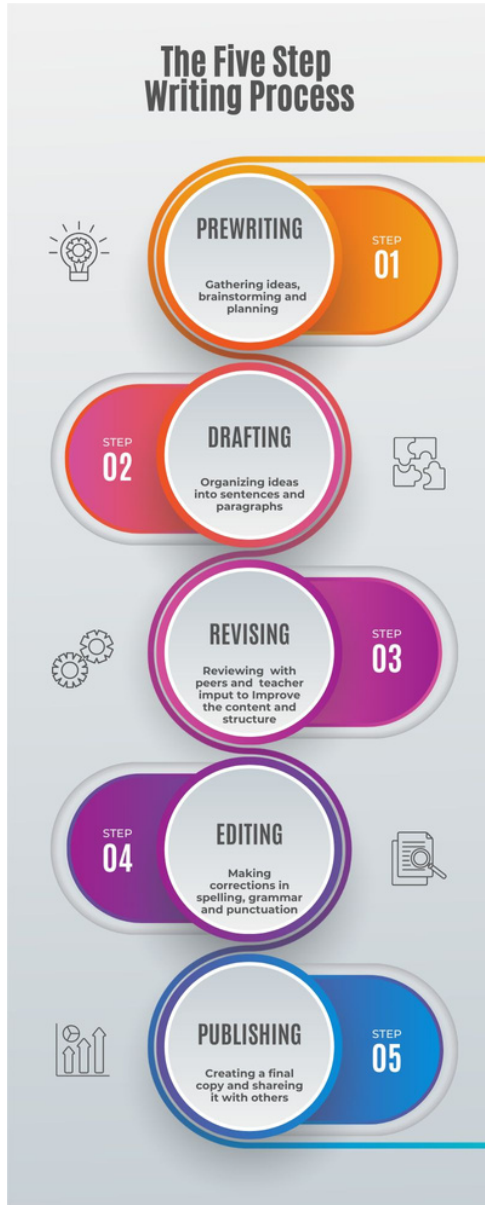 The Five Step
Writing Process
PREWRITING
Gathering ideas,
brainstorming and
planning
STEP
01
DRAFTING
Organizing ideas
into sentences and
paragraphs
STEP
02
REVISING
Reviewing with
peers and teacher
imput to Improve
the content and
structure
STEP
03
EDITING
Making
corrections in
spelling, grammar
and punctuation
STEP
04
PUBLISHING
Creating a final
copy and shareing
it with others
STEP
05